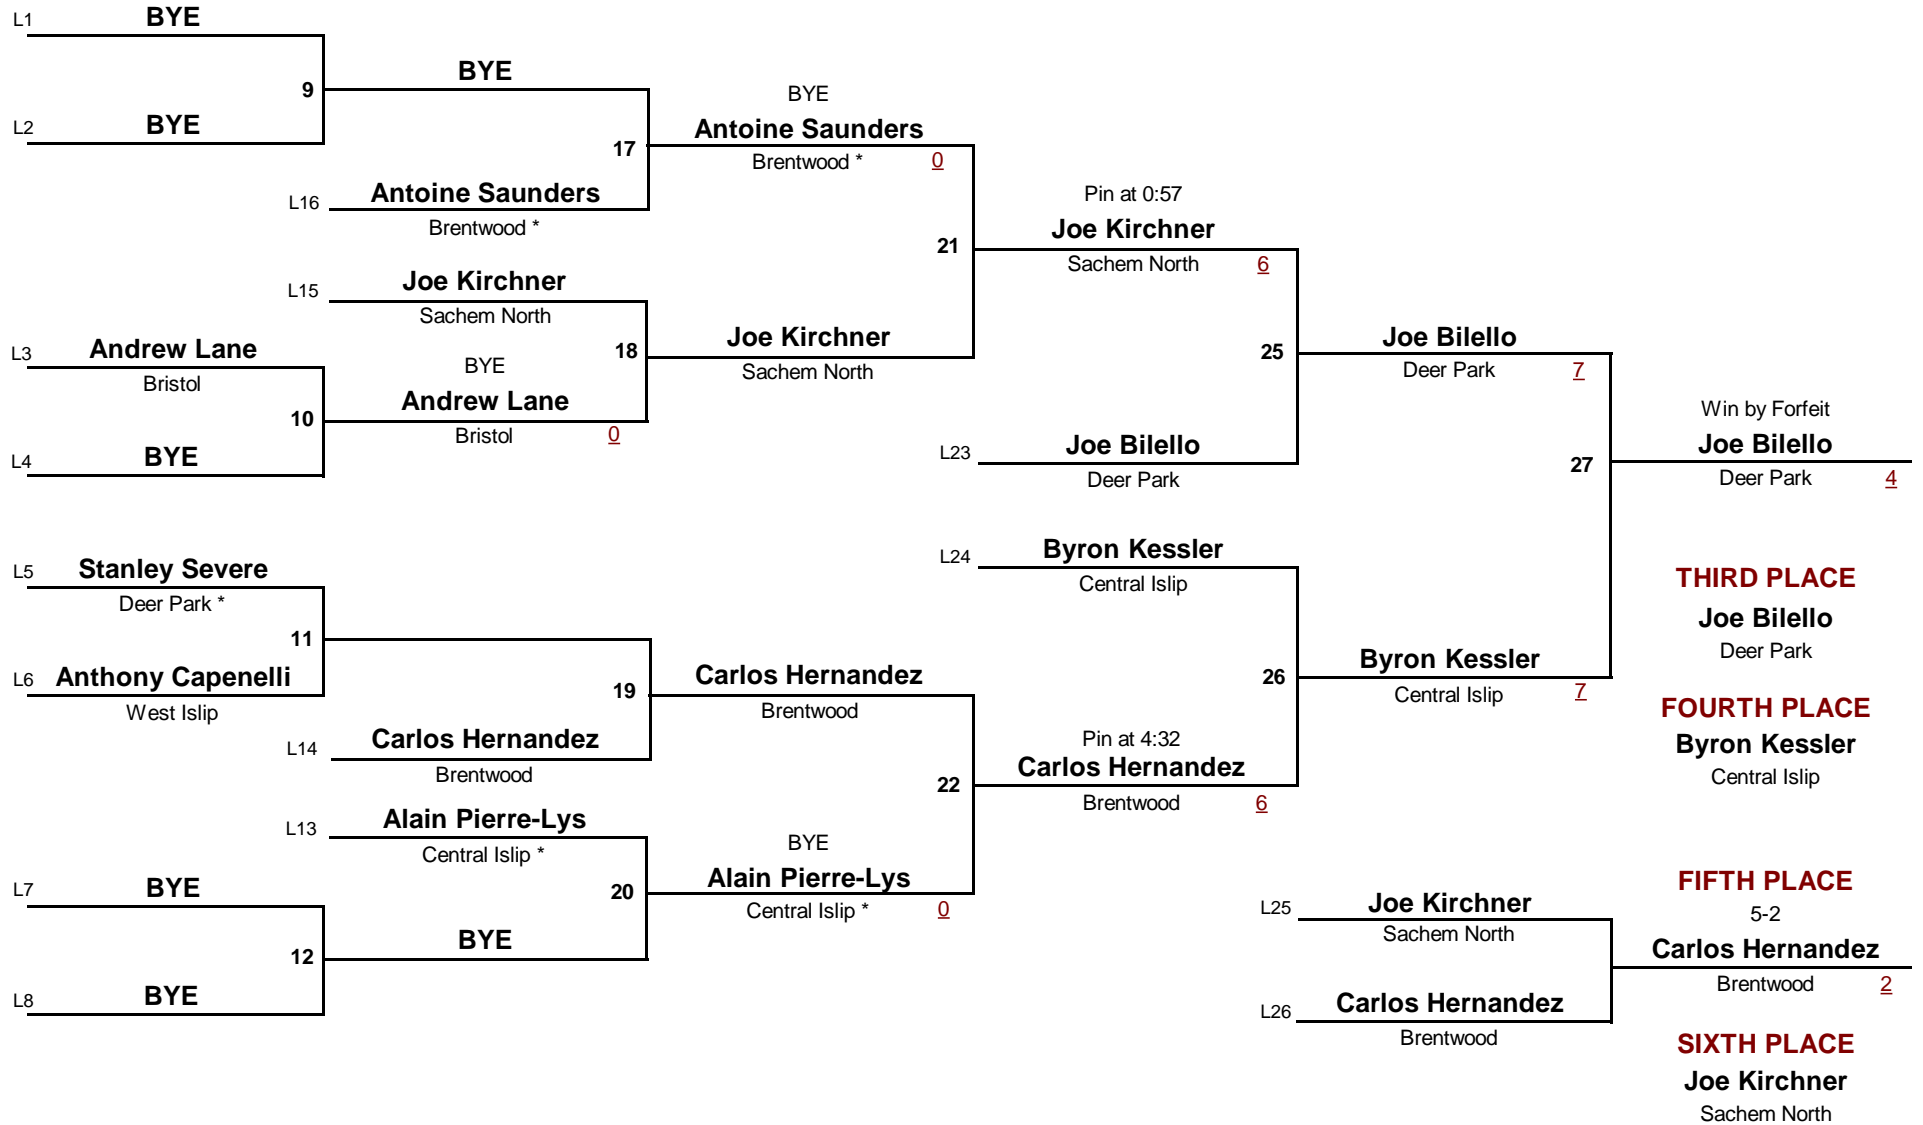 L1
BYE
9
BYE
L2
BYE
17
BYE
Antoine Saunders
Brentwood *
0
L16
Antoine Saunders
Brentwood *
21
Pin at 0:57
Joe Kirchner
Sachem North
6
L15
Joe Kirchner
Sachem North
18
Joe Kirchner
Sachem North
L3
Andrew Lane
Bristol
10
BYE
Andrew Lane
Bristol
0
L4
BYE
25
Joe Bilello
Deer Park
7
L23
Joe Bilello
Deer Park
27
Win by Forfeit
Joe Bilello
Deer Park
4
L5
Stanley Severe
Deer Park *
11
L6
Anthony Capenelli
West Islip
19
Carlos Hernandez
Brentwood
L14
Carlos Hernandez
Brentwood
22
Pin at 4:32
Carlos Hernandez
Brentwood
6
L24
Byron Kessler
Central Islip
26
Byron Kessler
Central Islip
7
THIRD PLACE
Joe Bilello
Deer Park
FOURTH PLACE
Byron Kessler
Central Islip
L13
Alain Pierre-Lys
Central Islip *
20
BYE
Alain Pierre-Lys
Central Islip *
0
L7
BYE
12
BYE
L8
BYE
L25
Joe Kirchner
Sachem North
L26
Carlos Hernandez
Brentwood
FIFTH PLACE
5-2
Carlos Hernandez
Brentwood
2
SIXTH PLACE
Joe Kirchner
Sachem North